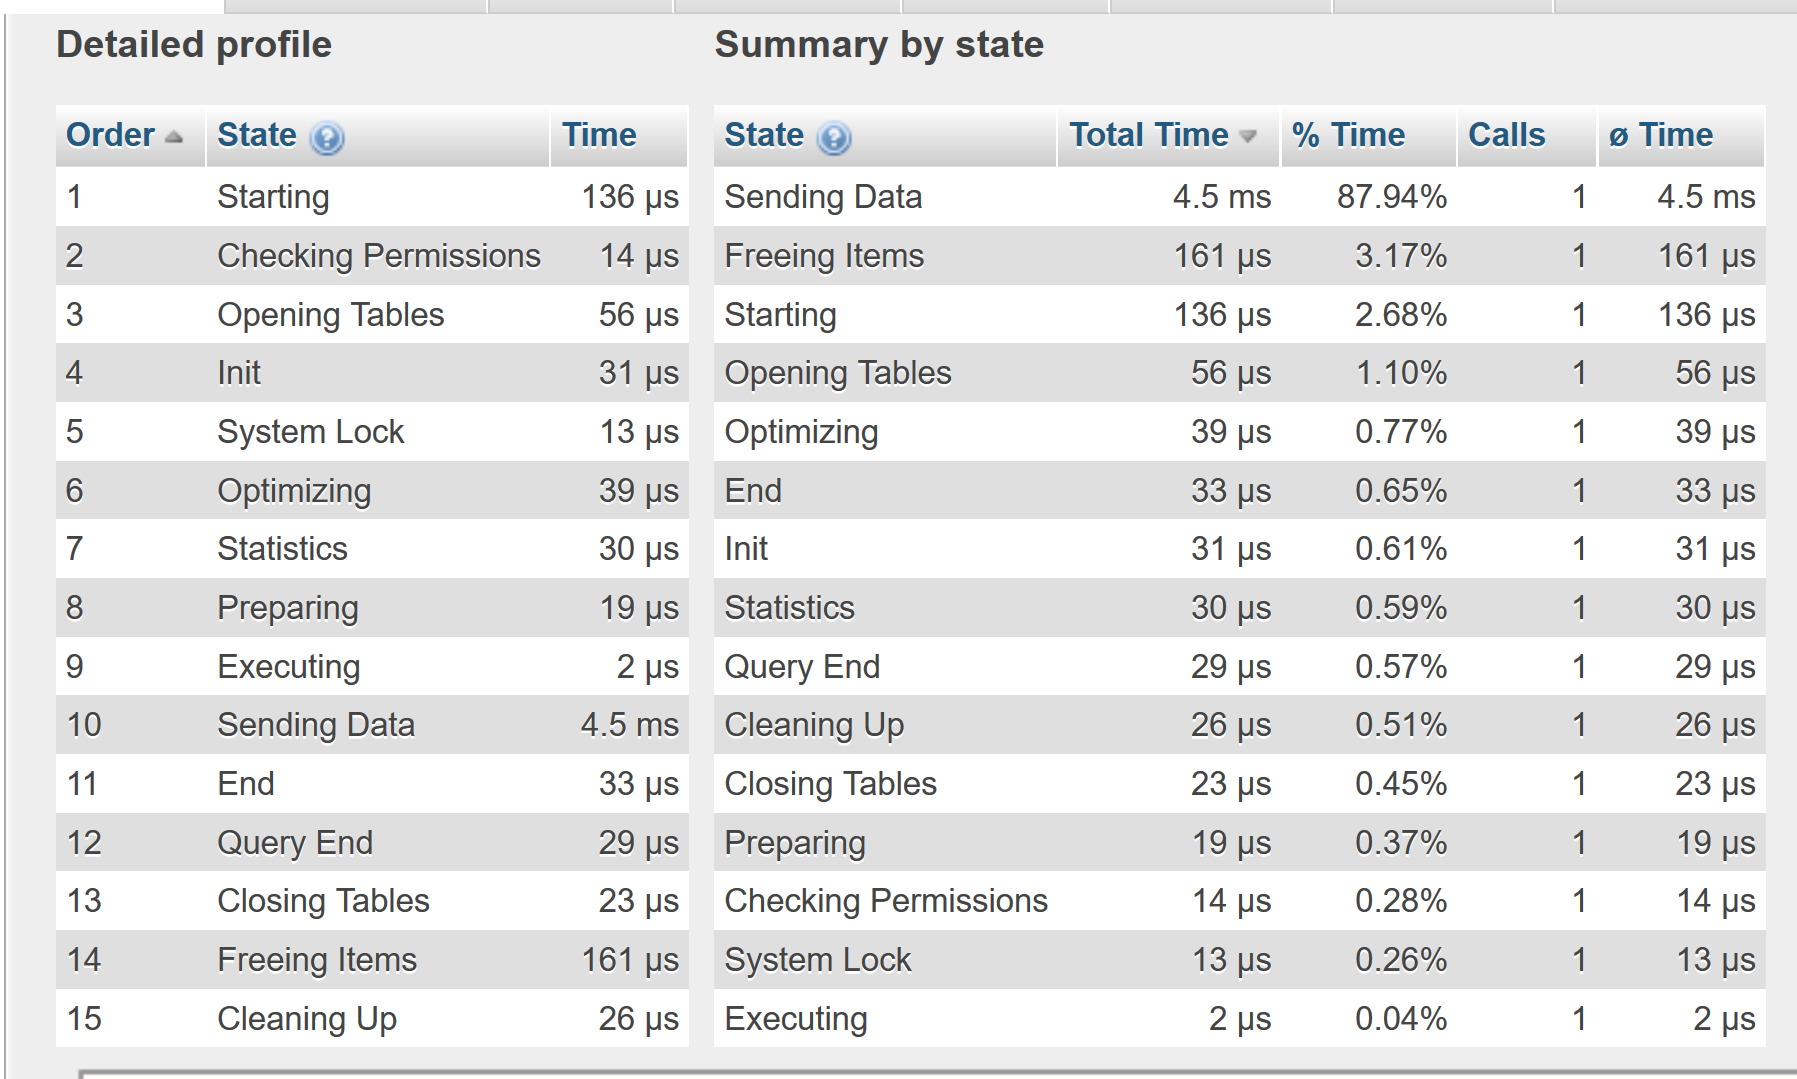 Detailed profile
Order State Time
1 Starting 136 µs
2 Checking Permissions 14 µs
3 Opening Tables 56 µs
4 Init 31 µs
5 System Lock 13 µs
6 Optimizing 39 µs
7 Statistics 30 µs
8 Preparing 19 µs
9 Executing 2 µs
10 Sending Data 4.5 ms
11 End 33 µs
12 Query End 29 µs
13 Closing Tables 23 µs
14 Freeing Items 161 µs
15 Cleaning Up 26 µs
Summary by state
State Total Time % Time Calls ø Time
Sending Data 4.5 ms 87.94% 1 4.5 ms
Freeing Items 161 µs 3.17% 1 161 µs
Starting 136 µs 2.68% 1 136 µs
Opening Tables 56 µs 1.10% 1 56 µs
Optimizing 39 µs 0.77% 1 39 µs
End 33 µs 0.65% 1 33 µs
Init 31 µs 0.61% 1 31 µs
Statistics 30 µs 0.59% 1 30 µs
Query End 29 µs 0.57% 1 29 µs
Cleaning Up 26 µs 0.51% 1 26 µs
Closing Tables 23 µs 0.45% 1 23 µs
Preparing 19 µs 0.37% 1 19 µs
Checking Permissions 14 µs 0.28% 1 14 µs
System Lock 13 µs 0.26% 1 13 µs
Executing 2 µs 0.04% 1 2 µs